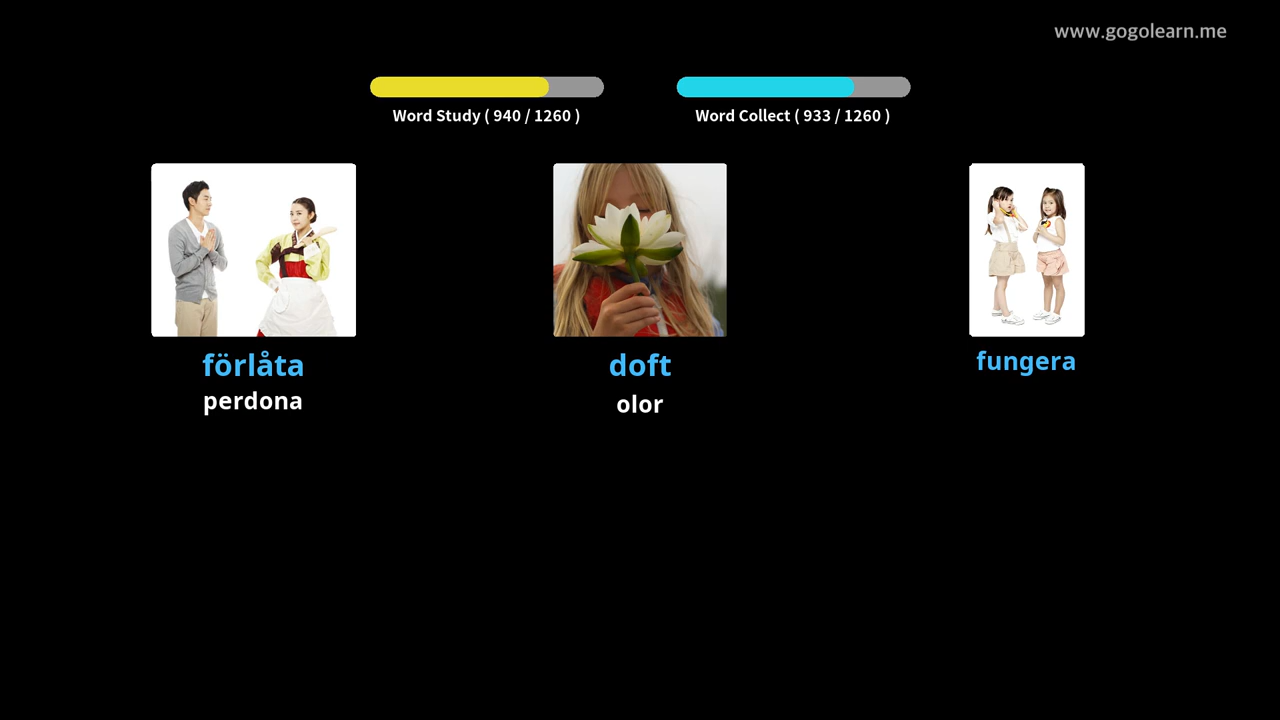 www.gogolearn.me
Word Study ( 940 / 1260 )
Word Collect ( 933 / 1260 )
förlåta
perdona
doft
olor
fungera